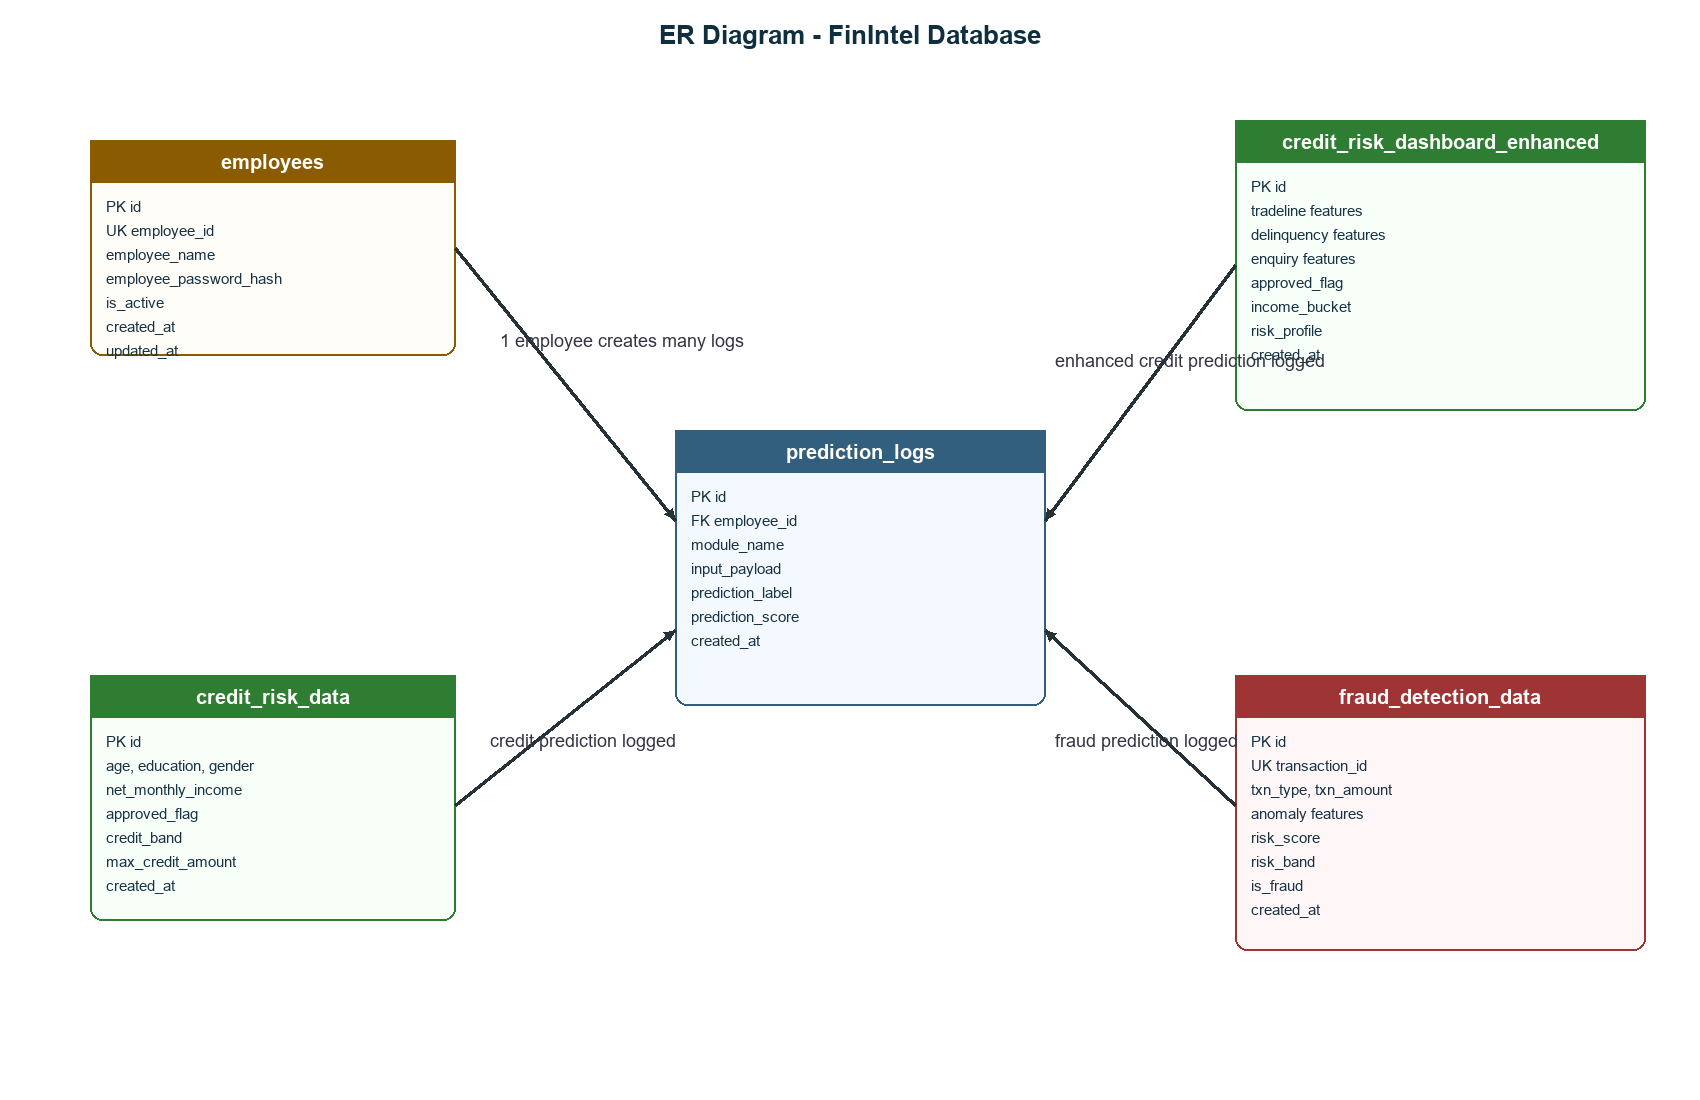 ER Diagram - FinIntel Database
employees
PK id
UK employee_id
employee_name
employee_password_hash
is_active
created_at
updated_at
credit_risk_dashboard_enhanced
PK id
tradeline features
delinquency features
enquiry features
approved_flag
income_bucket
risk_profile
created_at
1 employee creates many logs
enhanced credit prediction logged
prediction_logs
PK id
FK employee_id
module_name
input_payload
prediction_label
prediction_score
created_at
credit_risk_data
PK id
age, education, gender
net_monthly_income
approved_flag
credit_band
max_credit_amount
created_at
credit prediction logged
fraud prediction logged
fraud_detection_data
PK id
UK transaction_id
txn_type, txn_amount
anomaly features
risk_score
risk_band
is_fraud
created_at